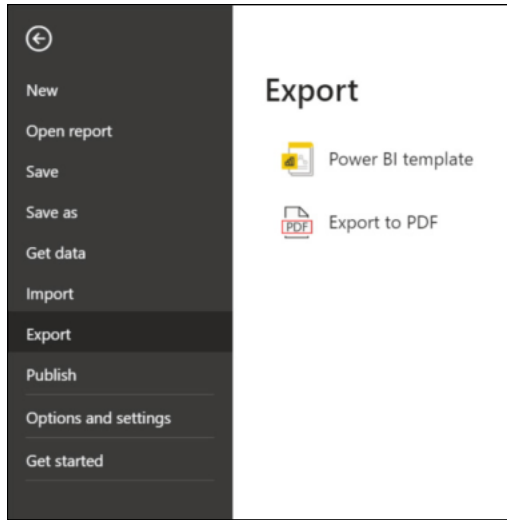 New
Open report
Save
Save as
Get data
Import
Export
Publish
Options and settings
Get started
Export
Power BI template
PDF
Export to PDF